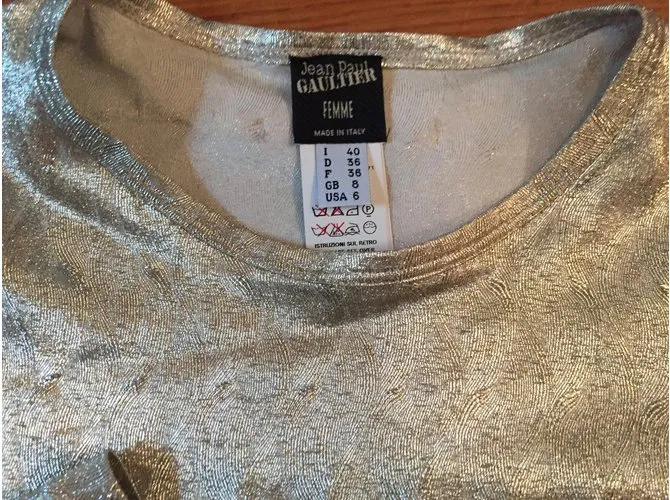 Jean Paul
GAULTIER
FEMME
MADE IN ITALY
I 40
D 36
F 36
GB 8
USA 6
P
ISTRUZIONI SUL RETRO